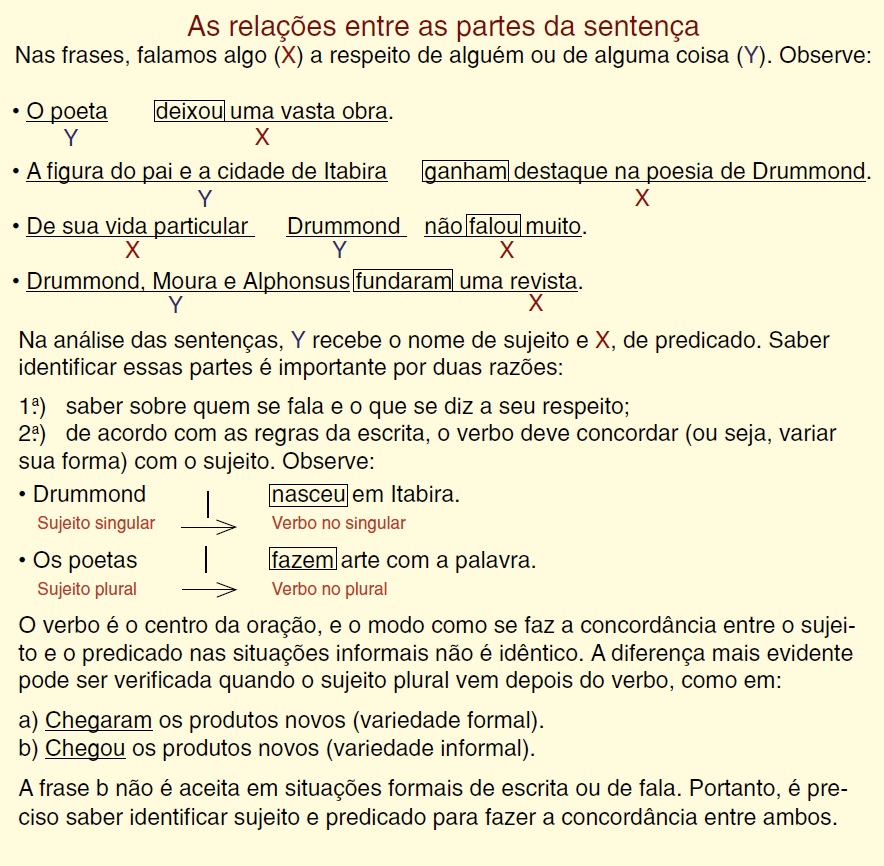 As relações entre as partes da sentença
Nas frases, falamos algo (X) a respeito de alguém ou de alguma coisa (Y). Observe:
• O poeta deixou uma vasta obra.
Y X
• A figura do pai e a cidade de Itabira ganham destaque na poesia de Drummond.
Y X
• De sua vida particular Drummond não falou muito.
X Y X
• Drummond, Moura e Alphonsus fundaram uma revista.
Y X
Na análise das sentenças, Y recebe o nome de sujeito e X, de predicado. Saber
identificar essas partes é importante por duas razões:
1ª) saber sobre quem se fala e o que se diz a seu respeito;
2ª) de acordo com as regras da escrita, o verbo deve concordar (ou seja, variar
sua forma) com o sujeito. Observe:
• Drummond nasceu em Itabira.
Sujeito singular Verbo no singular
• Os poetas fazem arte com a palavra.
Sujeito plural Verbo no plural
O verbo é o centro da oração, e o modo como se faz a concordância entre o sujei-
to e o predicado nas situações informais não é idêntico. A diferença mais evidente
pode ser verificada quando o sujeito plural vem depois do verbo, como em:
a) Chegaram os produtos novos (variedade formal).
b) Chegou os produtos novos (variedade informal).
A frase b não é aceita em situações formais de escrita ou de fala. Portanto, é pre-
ciso saber identificar sujeito e predicado para fazer a concordância entre ambos.